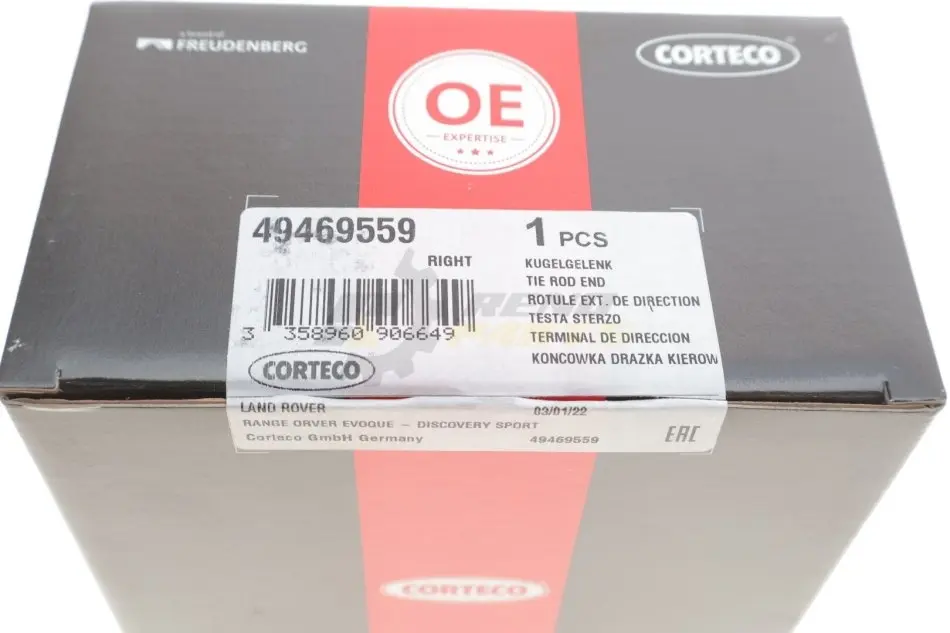 a brand of
FREUDENBERG
CORTECO
OE
EXPERTISE
49469559
1 PCS
RIGHT
KUGELGELENK
TIE ROD END
ROTULE EXT. DE DIRECTION
TESTA STERZO
TERMINAL DE DIRECCION
KONCOWKA DRAZKA KIEROW
3 358960 906649
CORTECO
LAND ROVER
03/01/22
RANGE ORVER EVOQUE – DISCOVERY SPORT
Corteco GmbH Germany
49469559
EAC
CORTECO